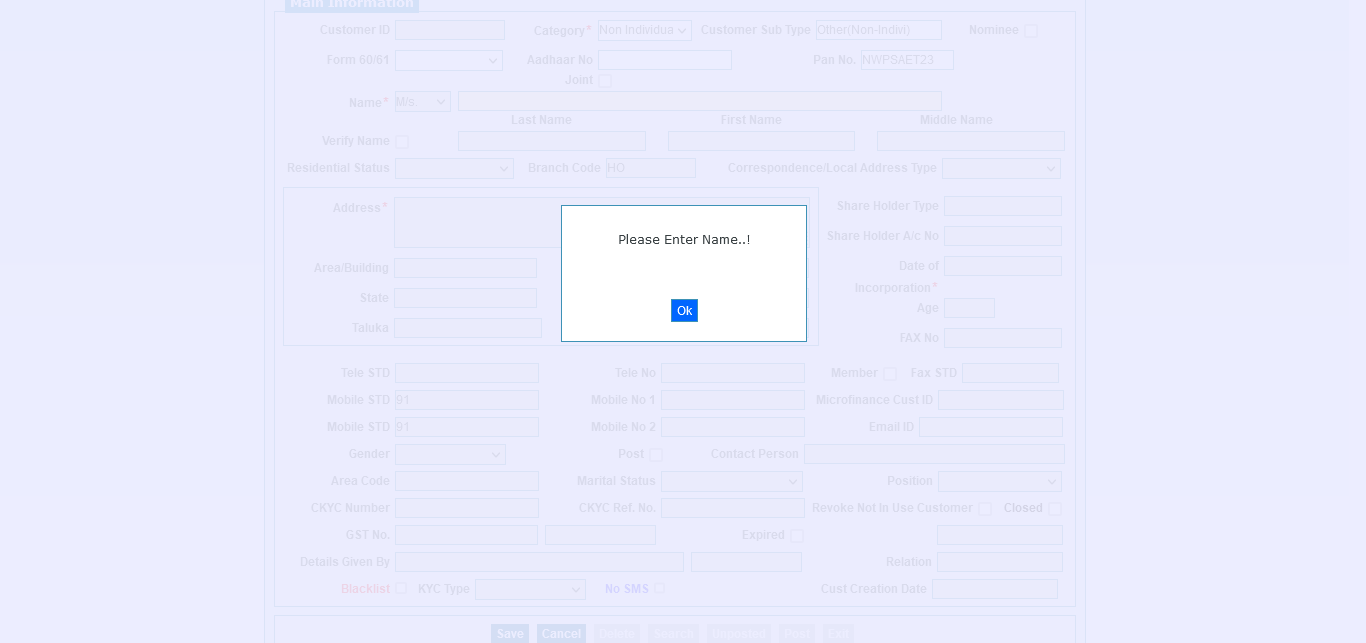 Main Information
Customer ID Category* Non Individua Customer Sub Type Other(Non-Indivi) Nominee
Form 60/61 Aadhaar No Pan No. NWPSAET23
Joint
Name* M/s.
Last Name First Name Middle Name
Verify Name
Residential Status Branch Code HO Correspondence/Local Address Type
Address* Share Holder Type
Share Holder A/c No
Please Enter Name..!
Area/Building Date of
Incorporation*
State
Age
Ok
Taluka
FAX No
Tele STD Tele No Member Fax STD
Mobile STD 91 Mobile No 1 Microfinance Cust ID
Mobile STD 91 Mobile No 2 Email ID
Gender Post Contact Person
Area Code Marital Status Position
CKYC Number CKYC Ref. No. Revoke Not In Use Customer Closed
GST No. Expired
Details Given By Relation
Blacklist KYC Type No SMS Cust Creation Date
Save Cancel Delete Search Unposted Post Exit